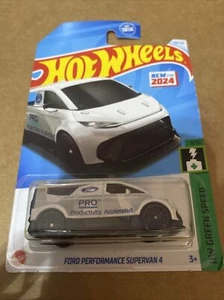 HOT WHEELS
NEW FOR
2024
PRO
Productivity, Accelerated
FORD PERFORMANCE SUPERVAN 4
HW GREEN SPEED
3+